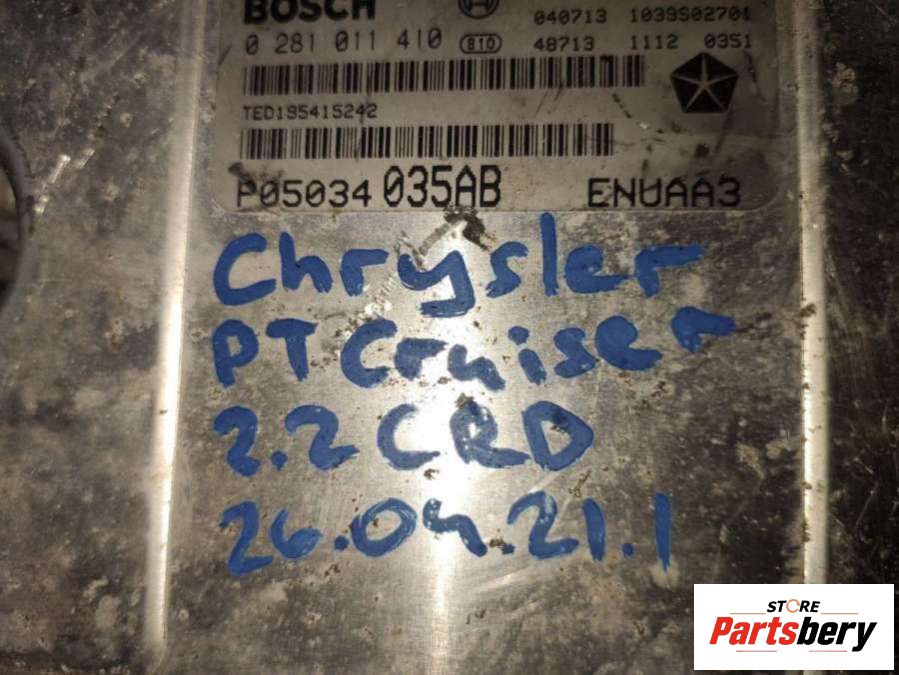 BOSCH
040713 1039S02701
0 281 011 410 810 48713 1112 0351
TED195415242
P05034 035AB ENUAA3
Chrysler
PT Cruiser
2.2 CRD
26.04.21.1
STORE
Partsbery